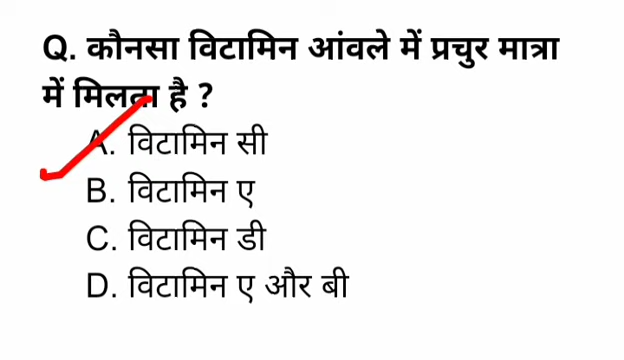 Q. कौनसा विटामिन आंवले में प्रचुर मात्रा
में मिलता है ?
A. विटामिन सी
B. विटामिन ए
C. विटामिन डी
D. विटामिन ए और बी